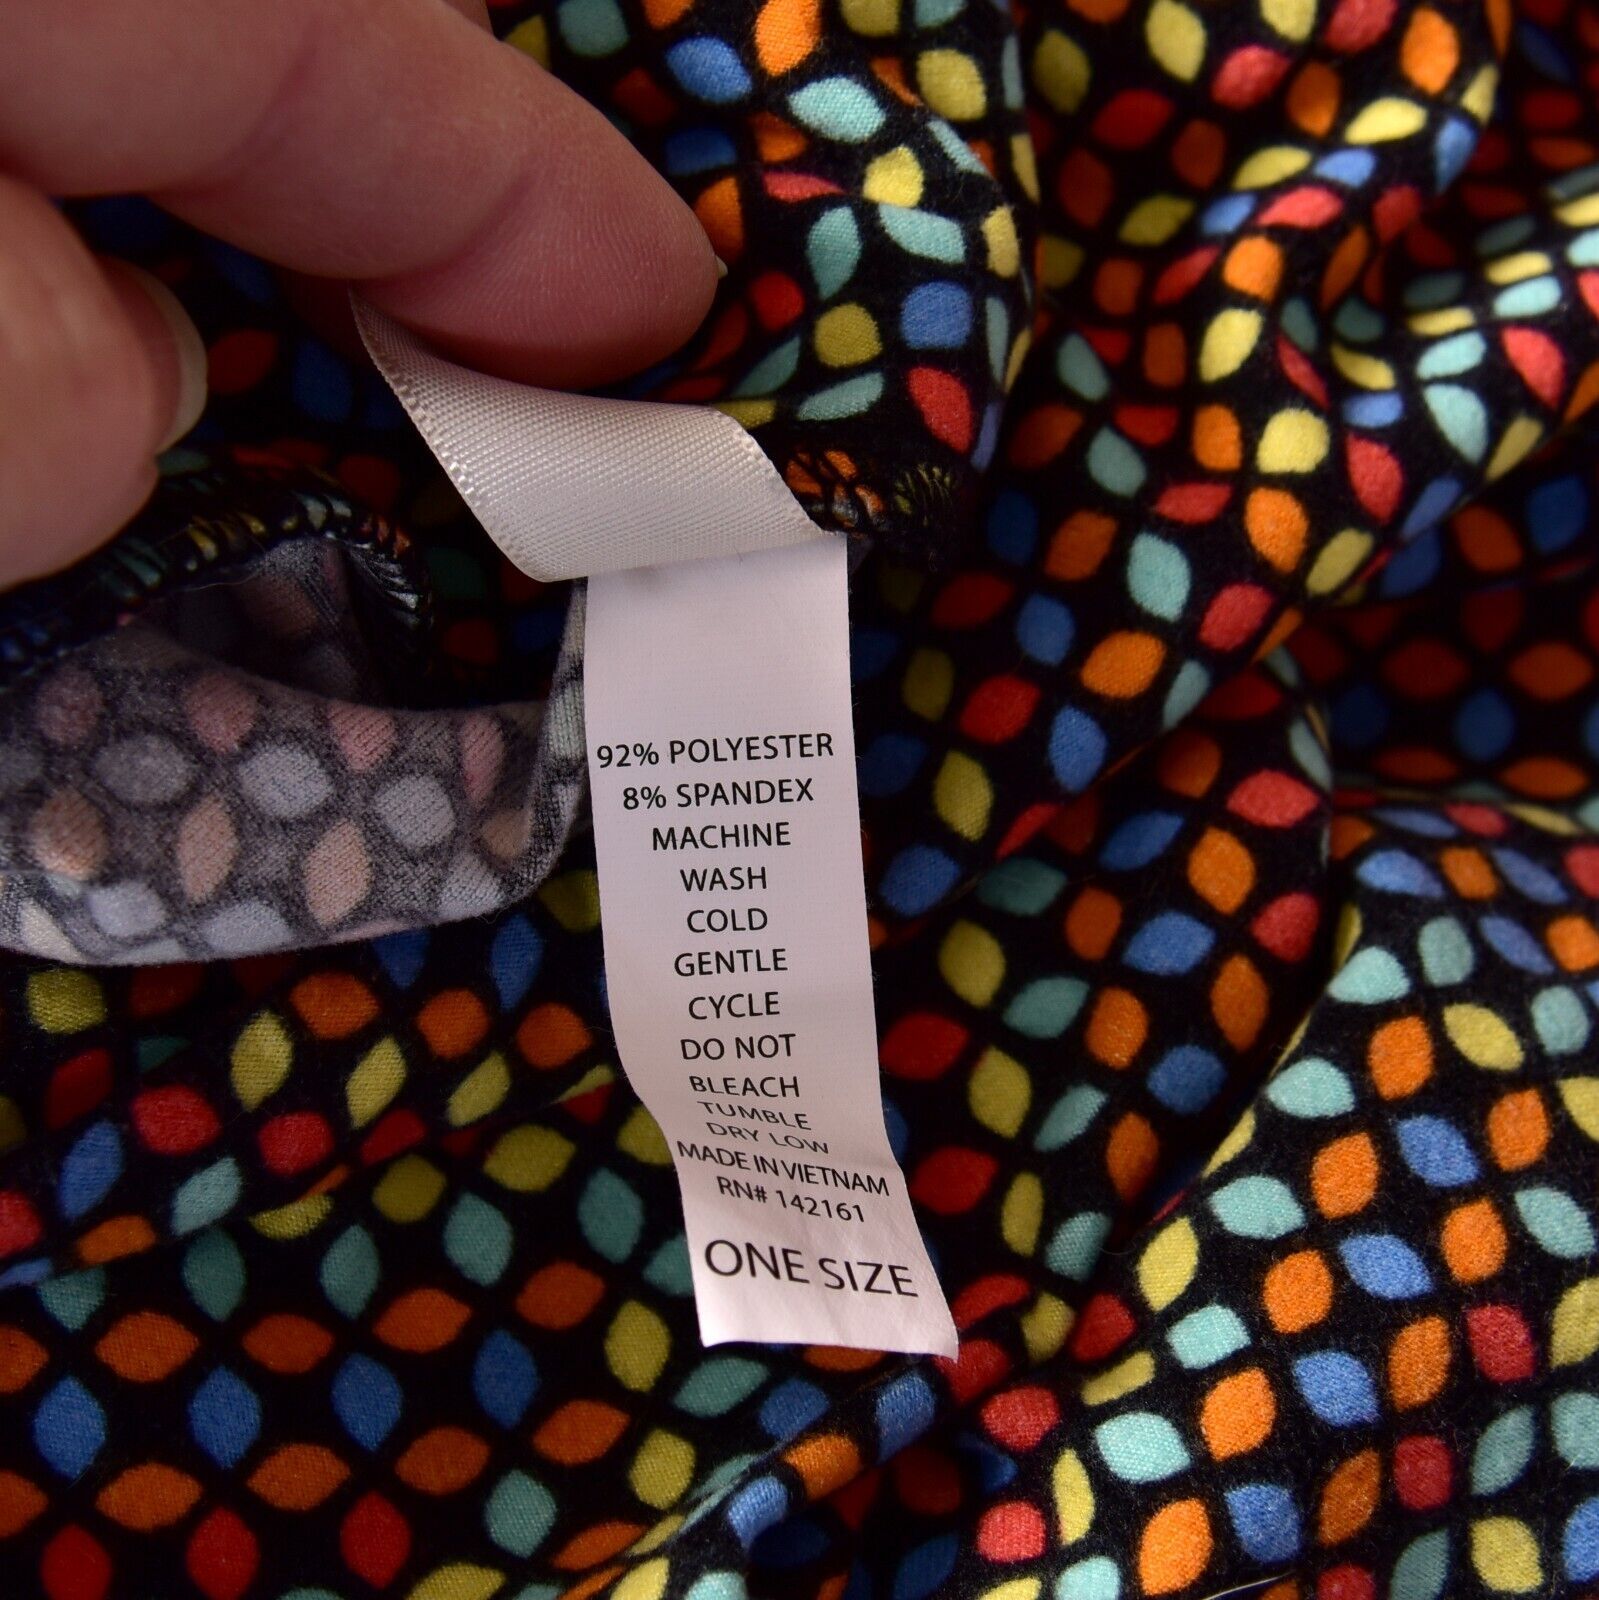 92% POLYESTER
8% SPANDEX
MACHINE
WASH
COLD
GENTLE
CYCLE
DO NOT
BLEACH
TUMBLE
DRY LOW
MADE IN VIETNAM
RN# 142161
ONE SIZE